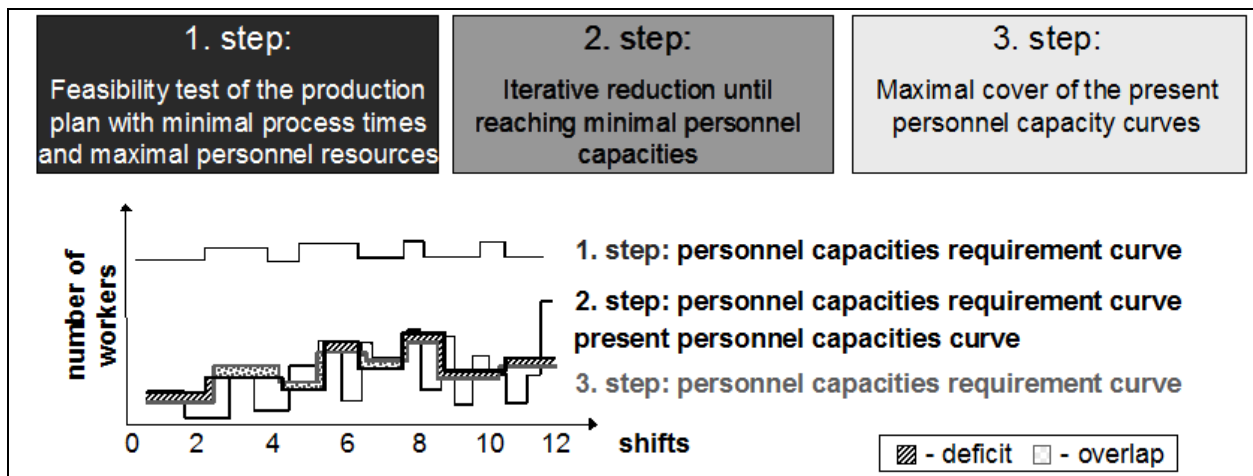 1. step:
Feasibility test of the production
plan with minimal process times
and maximal personnel resources
2. step:
Iterative reduction until
reaching minimal personnel
capacities
3. step:
Maximal cover of the present
personnel capacity curves
number of
workers
1. step: personnel capacities requirement curve
2. step: personnel capacities requirement curve
present personnel capacities curve
3. step: personnel capacities requirement curve
0 2 4 6 8 10 12 shifts
- deficit - overlap